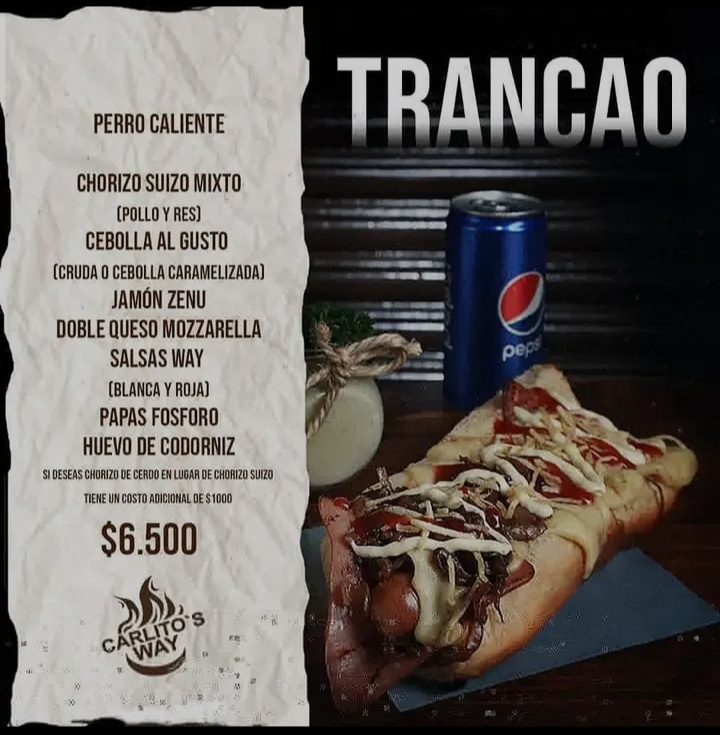 TRANCAO
PERRO CALIENTE
CHORIZO SUIZO MIXTO
(POLLO Y RES)
CEBOLLA AL GUSTO
(CRUDA O CEBOLLA CARAMELIZADA)
JAMÓN ZENU
DOBLE QUESO MOZZARELLA
SALSAS WAY
(BLANCA Y ROJA)
PAPAS FOSFORO
HUEVO DE CODORNIZ
SI DESEAS CHORIZO DE CERDO EN LUGAR DE CHORIZO SUIZO
TIENE UN COSTO ADICIONAL DE $1000
$6.500
CARLITO'S
WAY
pepsi